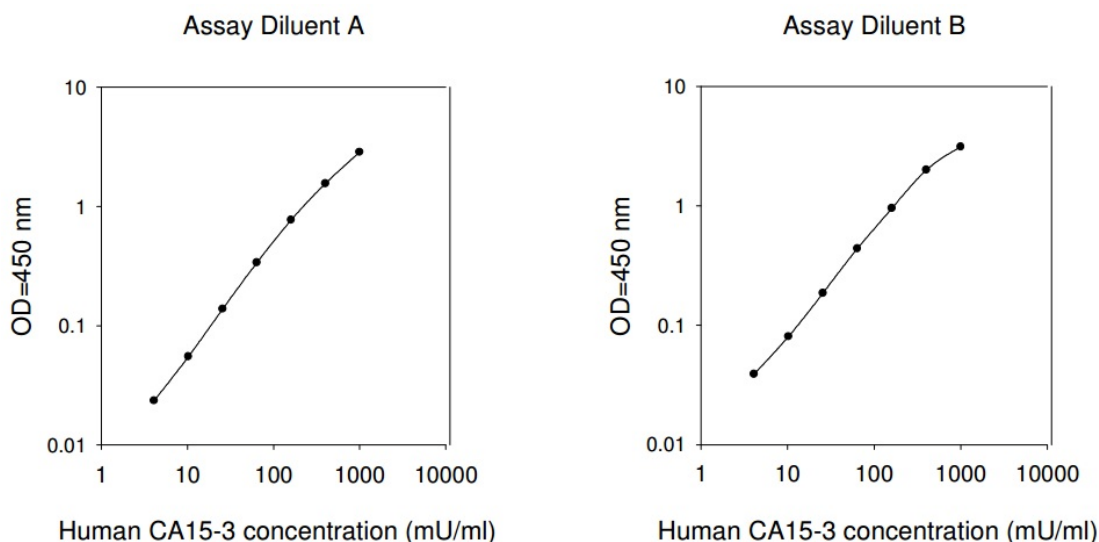 Assay Diluent A
10
1
0.1
0.01
OD=450 nm
1 10 100 1000 10000
Human CA15-3 concentration (mU/ml)
Assay Diluent B
10
1
0.1
0.01
OD=450 nm
1 10 100 1000 10000
Human CA15-3 concentration (mU/ml)